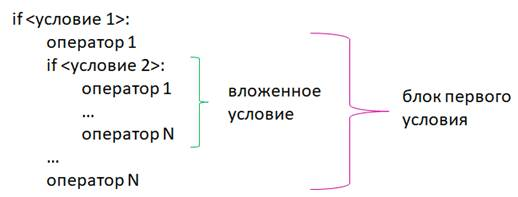 if <условие 1>:
оператор 1
if <условие 2>:
оператор 1
...
оператор N
...
оператор N
вложенное
условие
блок первого
условия